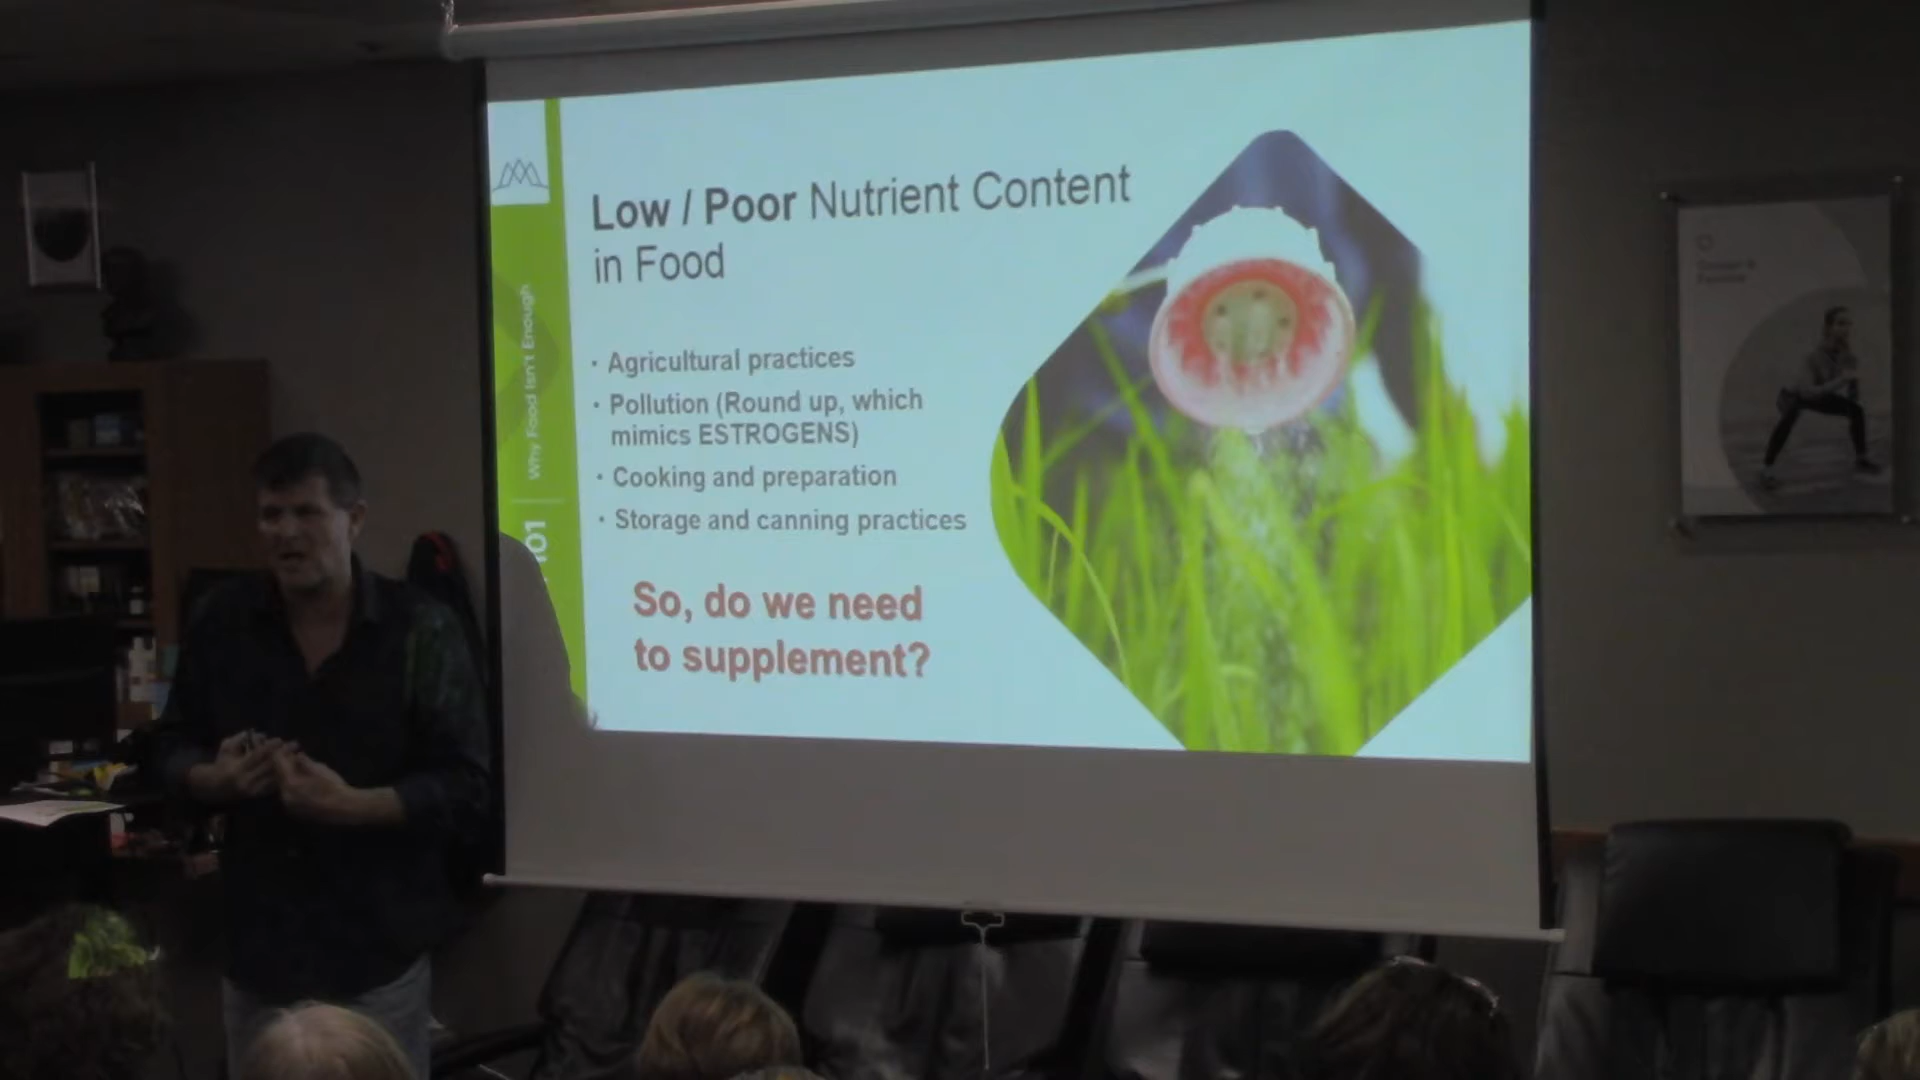 Low / Poor Nutrient Content
in Food
· Agricultural practices
· Pollution (Round up, which
mimics ESTROGENS)
· Cooking and preparation
· Storage and canning practices
So, do we need
to supplement?
101 | Why Food Isn't Enough